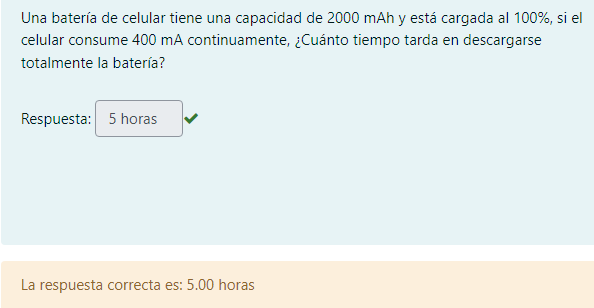 Una batería de celular tiene una capacidad de 2000 mAh y está cargada al 100%, si el
celular consume 400 mA continuamente, ¿Cuánto tiempo tarda en descargarse
totalmente la batería?
Respuesta: 5 horas
La respuesta correcta es: 5.00 horas